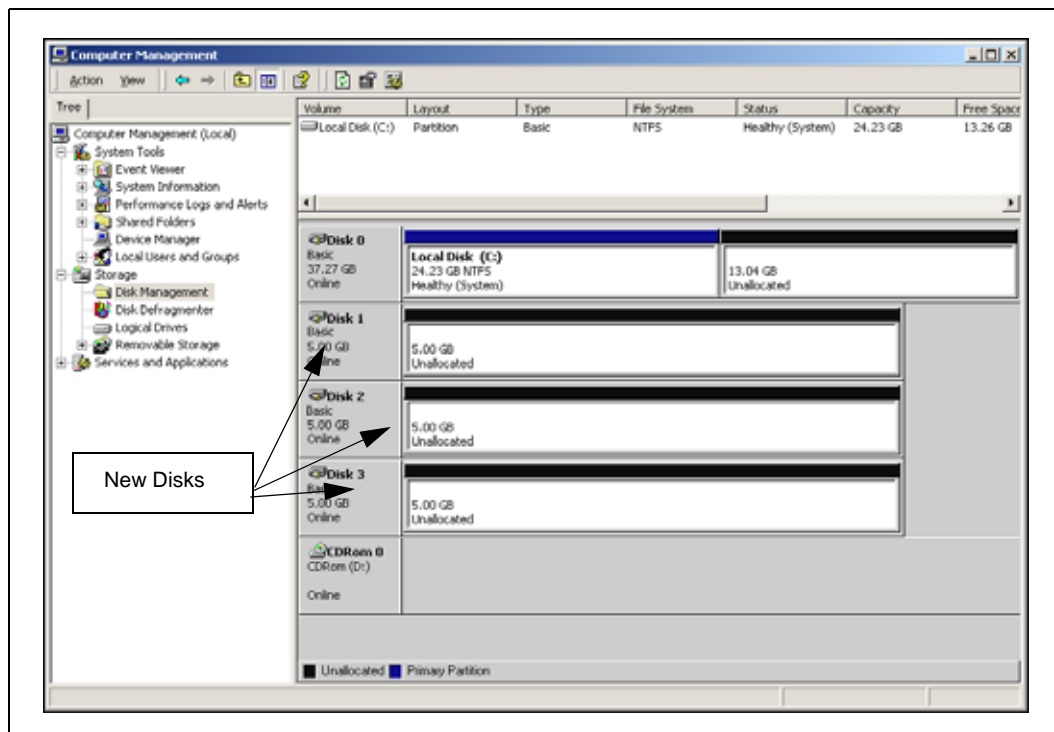 Computer Management
Action View
Tree
Computer Management (Local)
System Tools
Event Viewer
System Information
Performance Logs and Alerts
Shared Folders
Device Manager
Local Users and Groups
Storage
Disk Management
Disk Defragmenter
Logical Drives
Removable Storage
Services and Applications
Volume Layout Type File System Status Capacity Free Space
Local Disk (C:) Partition Basic NTFS Healthy (System) 24.23 GB 13.26 GB
Disk 0
Basic
37.27 GB
Online
Local Disk (C:)
24.23 GB NTFS
Healthy (System)
13.04 GB
Unallocated
Disk 1
Basic
5.00 GB
Online
5.00 GB
Unallocated
Disk 2
Basic
5.00 GB
Online
5.00 GB
Unallocated
Disk 3
Basic
5.00 GB
Online
5.00 GB
Unallocated
CDRom 0
CDRom (D:)
Online
Unallocated Primary Partition
New Disks